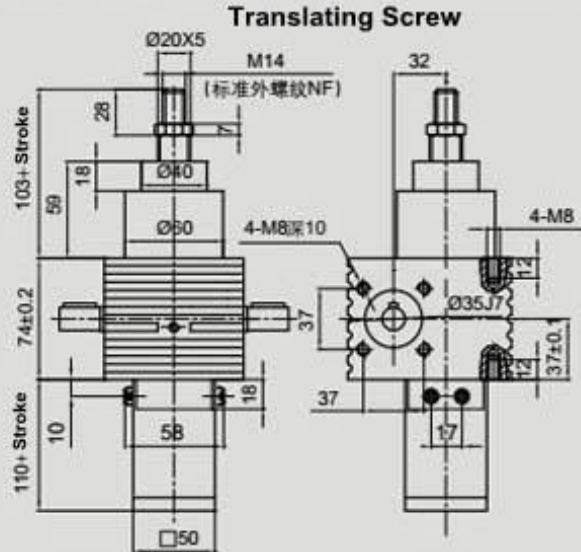 Translating Screw
Ø20X5
M14
(标准外螺纹NF)
32
28
7
103+ Stroke
18
Ø40
59
Ø60
4-M8深10
4-M8
12
74±0.2
37
Ø35J7
37±0.1
12
110+ Stroke
10
18
58
37
17
□50